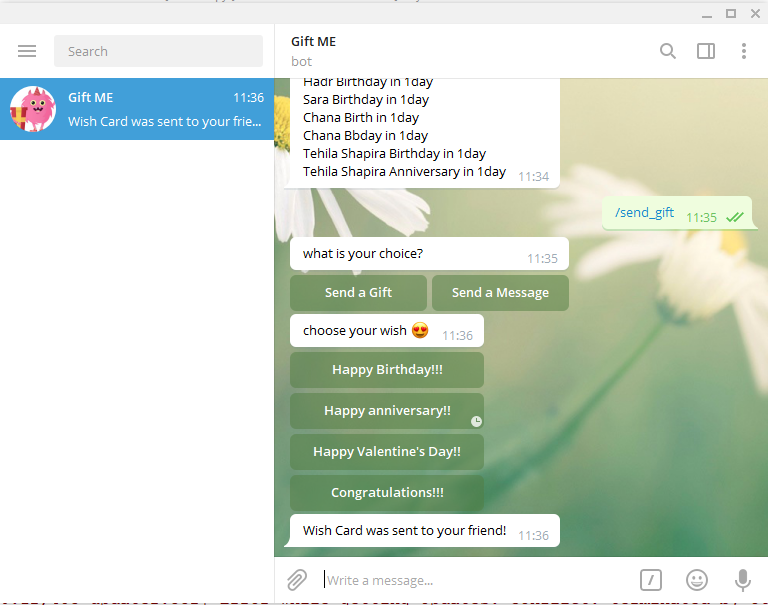 Gift ME
bot
Search
Gift ME 11:36
Wish Card was sent to your frie...
Hadr Birthday in 1day
Sara Birthday in 1day
Chana Birth in 1day
Chana Bbday in 1day
Tehila Shapira Birthday in 1day
Tehila Shapira Anniversary in 1day 11:34
/send_gift 11:35
what is your choice? 11:35
Send a Gift Send a Message
choose your wish 😍 11:36
Happy Birthday!!!
Happy anniversary!!
Happy Valentine's Day!!
Congratulations!!!
Wish Card was sent to your friend! 11:36
Write a message...